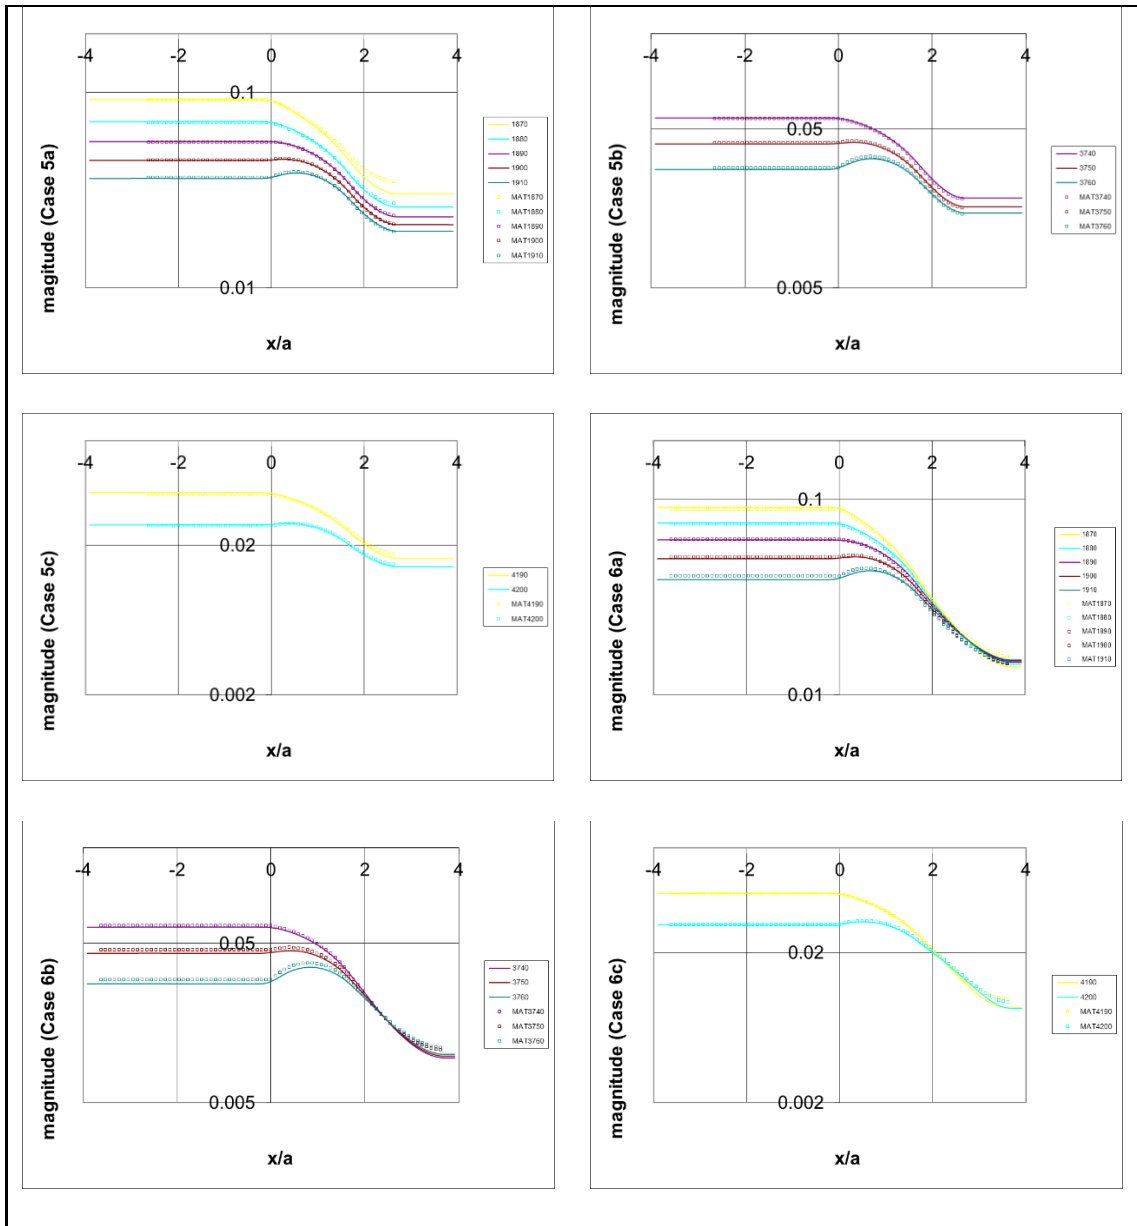 -4 -2 0 2 4
0.1
0.01
magitude (Case 5a)
x/a
1870
1880
1890
1900
1910
MAT1870
MAT1880
MAT1890
MAT1900
MAT1910
-4 -2 0 2 4
0.05
0.005
magnitude (Case 5b)
x/a
3740
3750
3760
MAT3740
MAT3750
MAT3760
-4 -2 0 2 4
0.02
0.002
magnitude (Case 5c)
x/a
4190
4200
MAT4190
MAT4200
-4 -2 0 2 4
0.1
0.01
magnitude (Case 6a)
x/a
1870
1880
1890
1900
1910
MAT1870
MAT1880
MAT1890
MAT1900
MAT1910
-4 -2 0 2 4
0.05
0.005
magnitude (Case 6b)
x/a
3740
3750
3760
MAT3740
MAT3750
MAT3760
-4 -2 0 2 4
0.02
0.002
magnitude (Case 6c)
x/a
4190
4200
MAT4190
MAT4200